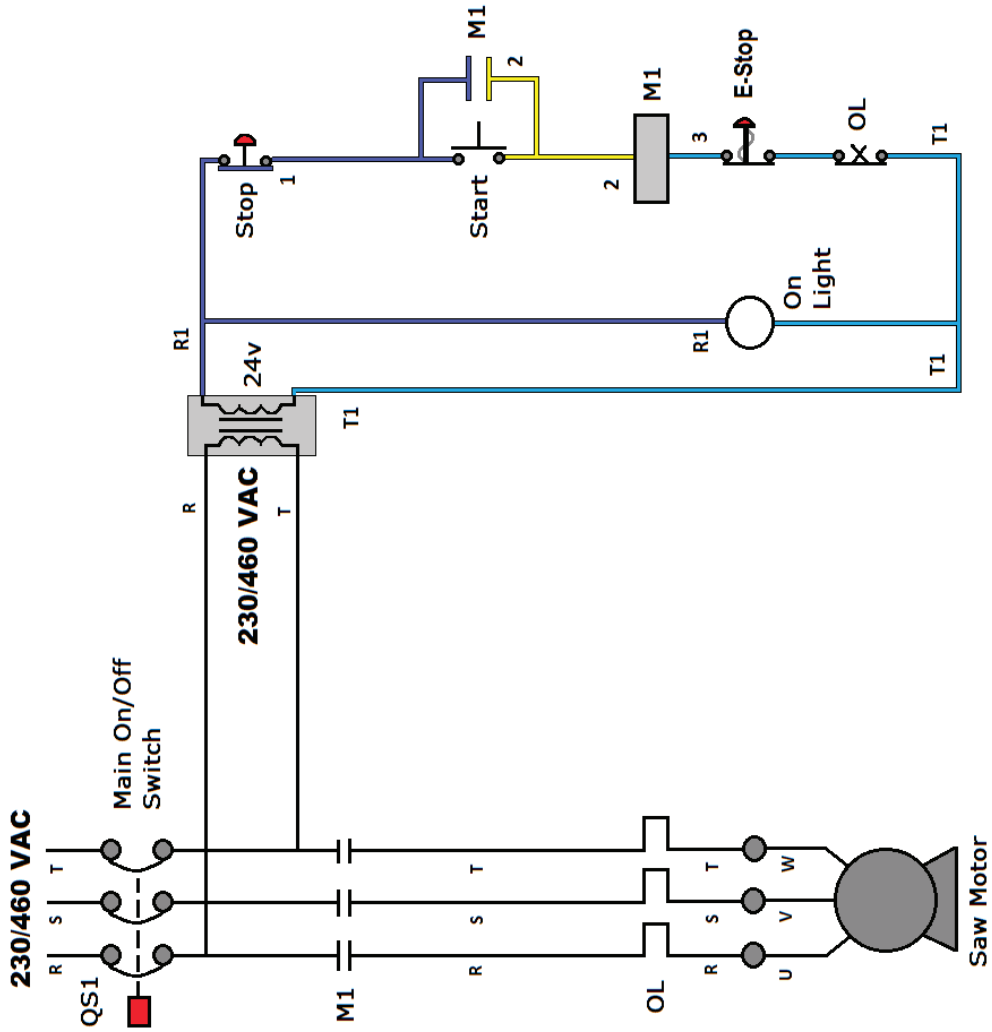 230/460 VAC
R
S
T
QS1
Main On/Off
Switch
R
T
230/460 VAC
24v
R1
T1
Stop
1
Start
M1
2
2
M1
3
E-Stop
OL
T1
R1
On
Light
T1
M1
R
S
T
OL
R
S
T
U
V
W
Saw Motor